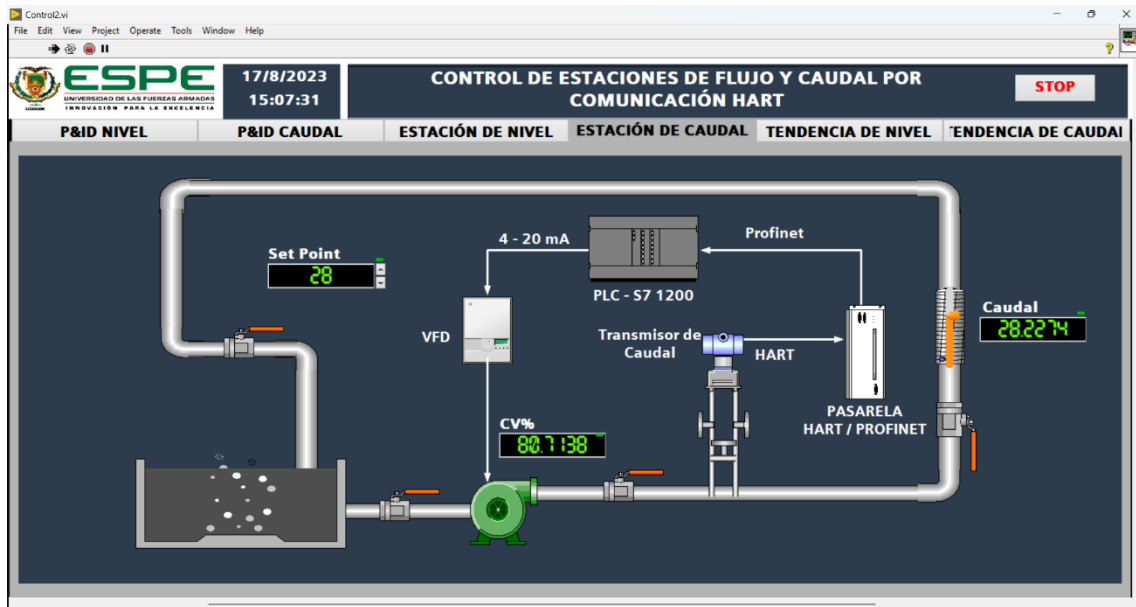 Control2.vi
File Edit View Project Operate Tools Window Help
ESPE
UNIVERSIDAD DE LAS FUERZAS ARMADAS
INNOVACIÓN PARA LA EXCELENCIA
17/8/2023
15:07:31
CONTROL DE ESTACIONES DE FLUJO Y CAUDAL POR
COMUNICACIÓN HART
STOP
P&ID NIVEL
P&ID CAUDAL
ESTACIÓN DE NIVEL
ESTACIÓN DE CAUDAL
TENDENCIA DE NIVEL
ENDENCIA DE CAUDAI
4 - 20 mA
Profinet
Set Point
28
PLC - S7 1200
Caudal
28.2274
VFD
Transmisor de
Caudal
HART
PASARELA
HART / PROFINET
CV%
80.7138